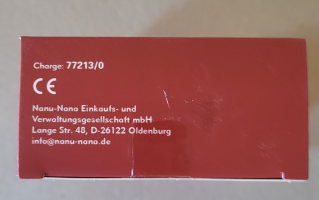 Charge: 77213/0
CE
Nanu-Nana Einkaufs- und
Verwaltungsgesellschaft mbH
Lange Str. 48, D-26122 Oldenburg
info@nanu-nana.de